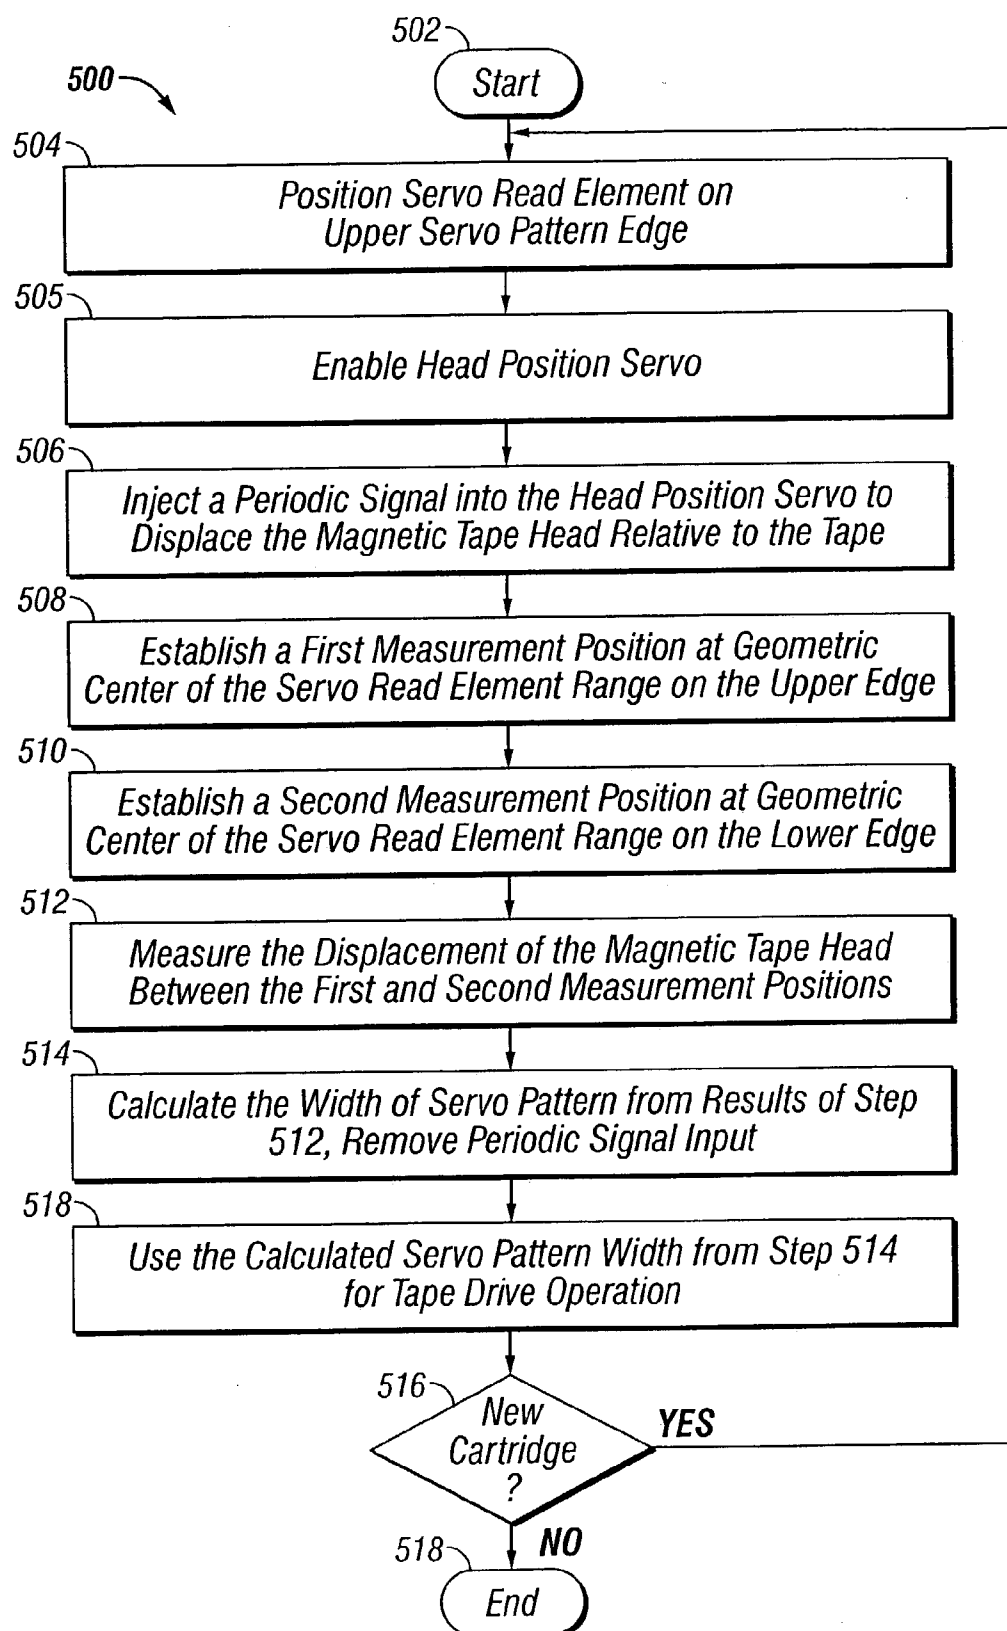 502
Start
500
504
Position Servo Read Element on
Upper Servo Pattern Edge
505
Enable Head Position Servo
506
Inject a Periodic Signal into the Head Position Servo to
Displace the Magnetic Tape Head Relative to the Tape
508
Establish a First Measurement Position at Geometric
Center of the Servo Read Element Range on the Upper Edge
510
Establish a Second Measurement Position at Geometric
Center of the Servo Read Element Range on the Lower Edge
512
Measure the Displacement of the Magnetic Tape Head
Between the First and Second Measurement Positions
514
Calculate the Width of Servo Pattern from Results of Step
512, Remove Periodic Signal Input
518
Use the Calculated Servo Pattern Width from Step 514
for Tape Drive Operation
516
New
Cartridge
?
YES
NO
518
End